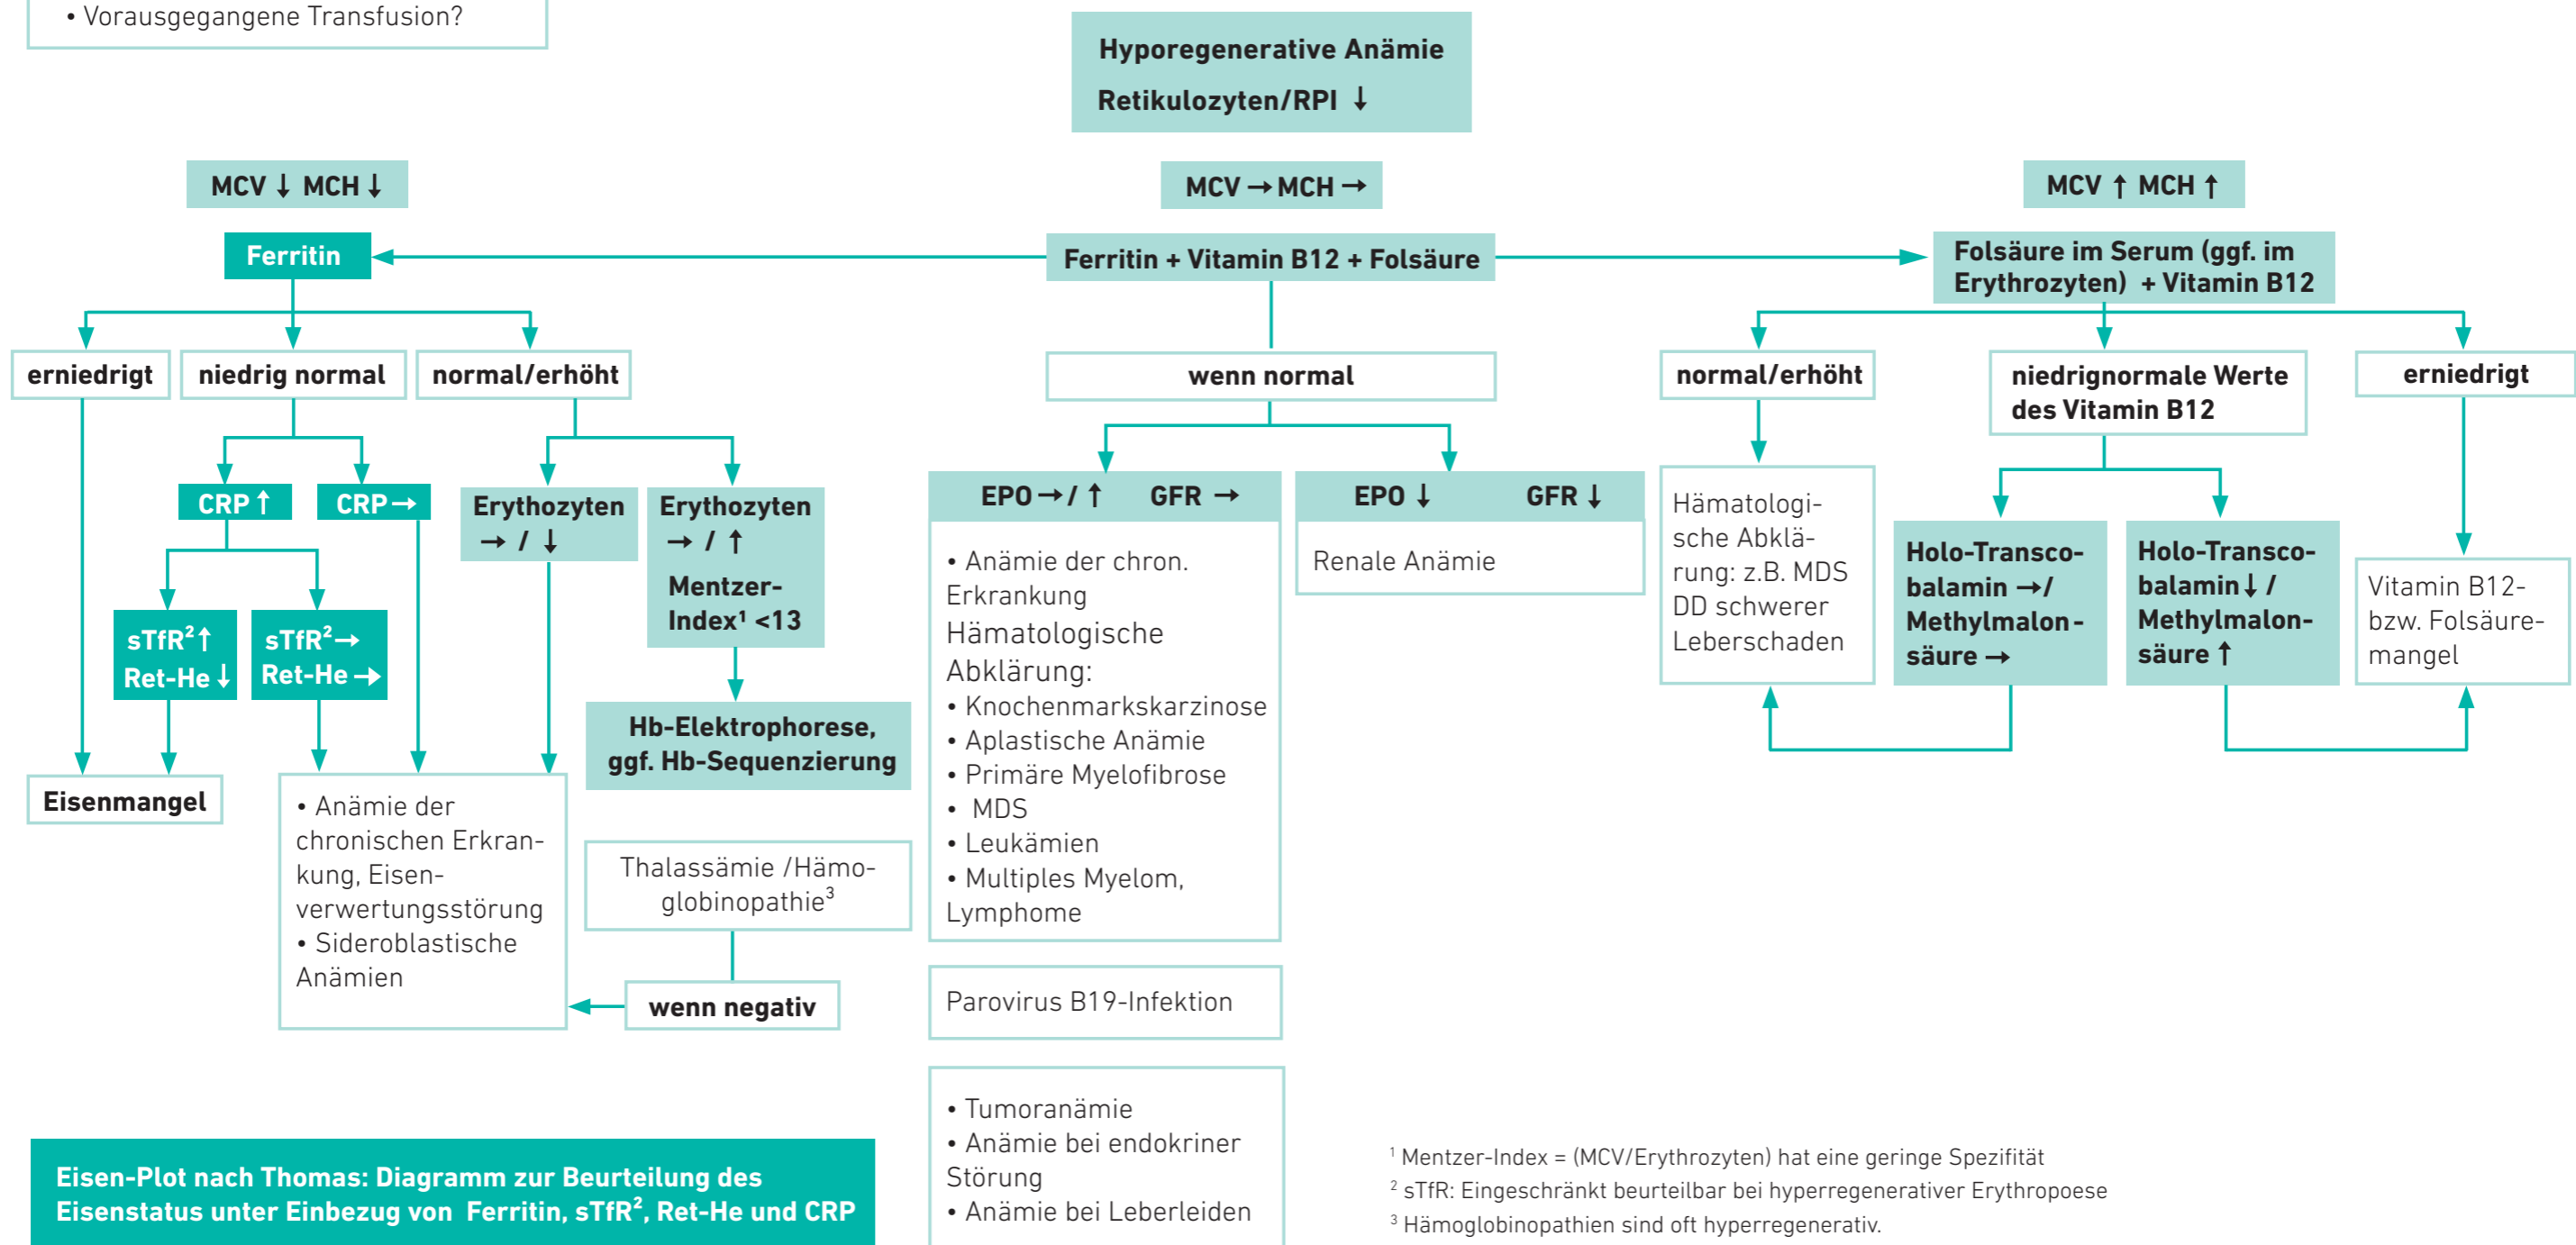 • Vorausgegangene Transfusion?
Hyporegenerative Anämie
Retikulozyten/RPI ↓
MCV ↓ MCH ↓
MCV → MCH →
MCV ↑ MCH ↑
Ferritin
Ferritin + Vitamin B12 + Folsäure
Folsäure im Serum (ggf. im
Erythrozyten) + Vitamin B12
erniedrigt
niedrig normal
normal/erhöht
wenn normal
normal/erhöht
niedrignormale Werte
des Vitamin B12
erniedrigt
CRP ↑
CRP →
Erythozyten
→ / ↓
Erythozyten
→ / ↑
Mentzer-
Index¹ <13
sTfR² ↑
Ret-He ↓
sTfR² →
Ret-He →
Hb-Elektrophorese,
ggf. Hb-Sequenzierung
Eisenmangel
• Anämie der
chronischen Erkran-
kung, Eisen-
verwertungsstörung
• Sideroblastische
Anämien
Thalassämie /Hämo-
globinopathie³
wenn negativ
EPO → / ↑ GFR →
• Anämie der chron.
Erkrankung
Hämatologische
Abklärung:
• Knochenmarkskarzinose
• Aplastische Anämie
• Primäre Myelofibrose
• MDS
• Leukämien
• Multiples Myelom,
Lymphome
EPO ↓ GFR ↓
Renale Anämie
Parovirus B19-Infektion
• Tumoranämie
• Anämie bei endokriner
Störung
• Anämie bei Leberleiden
Hämatologi-
sche Abklä-
rung: z.B. MDS
DD schwerer
Leberschaden
Holo-Transco-
balamin →/
Methylmalon-
säure →
Holo-Transco-
balamin ↓ /
Methylmalon-
säure ↑
Vitamin B12-
bzw. Folsäure-
mangel
Eisen-Plot nach Thomas: Diagramm zur Beurteilung des
Eisenstatus unter Einbezug von Ferritin, sTfR², Ret-He und CRP
¹ Mentzer-Index = (MCV/Erythrozyten) hat eine geringe Spezifität
² sTfR: Eingeschränkt beurteilbar bei hyperregenerativer Erythropoese
³ Hämoglobinopathien sind oft hyperregenerativ.